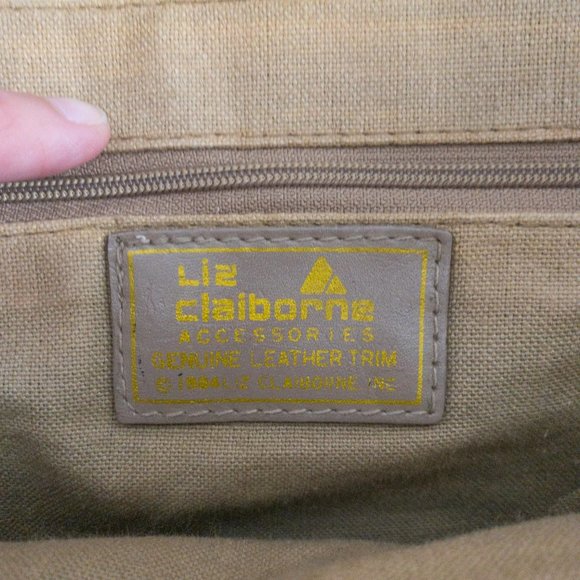 Liz
claiborne
ACCESSORIES
GENUINE LEATHER TRIM
LIZ CLAIBORNE INC